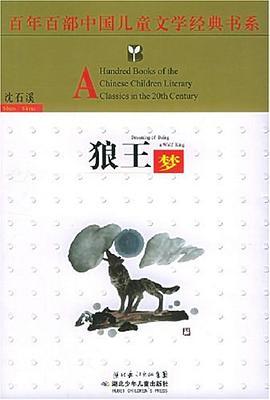 百年百部中国儿童文学经典书系
A Hundred Books of the
Chinese Children Literary
Classics in the 20th Century
沈石溪
Dreaming of Being
a Wolf King
狼王梦
湖北少年儿童出版社
HUBEI CHILDREN'S PRESS